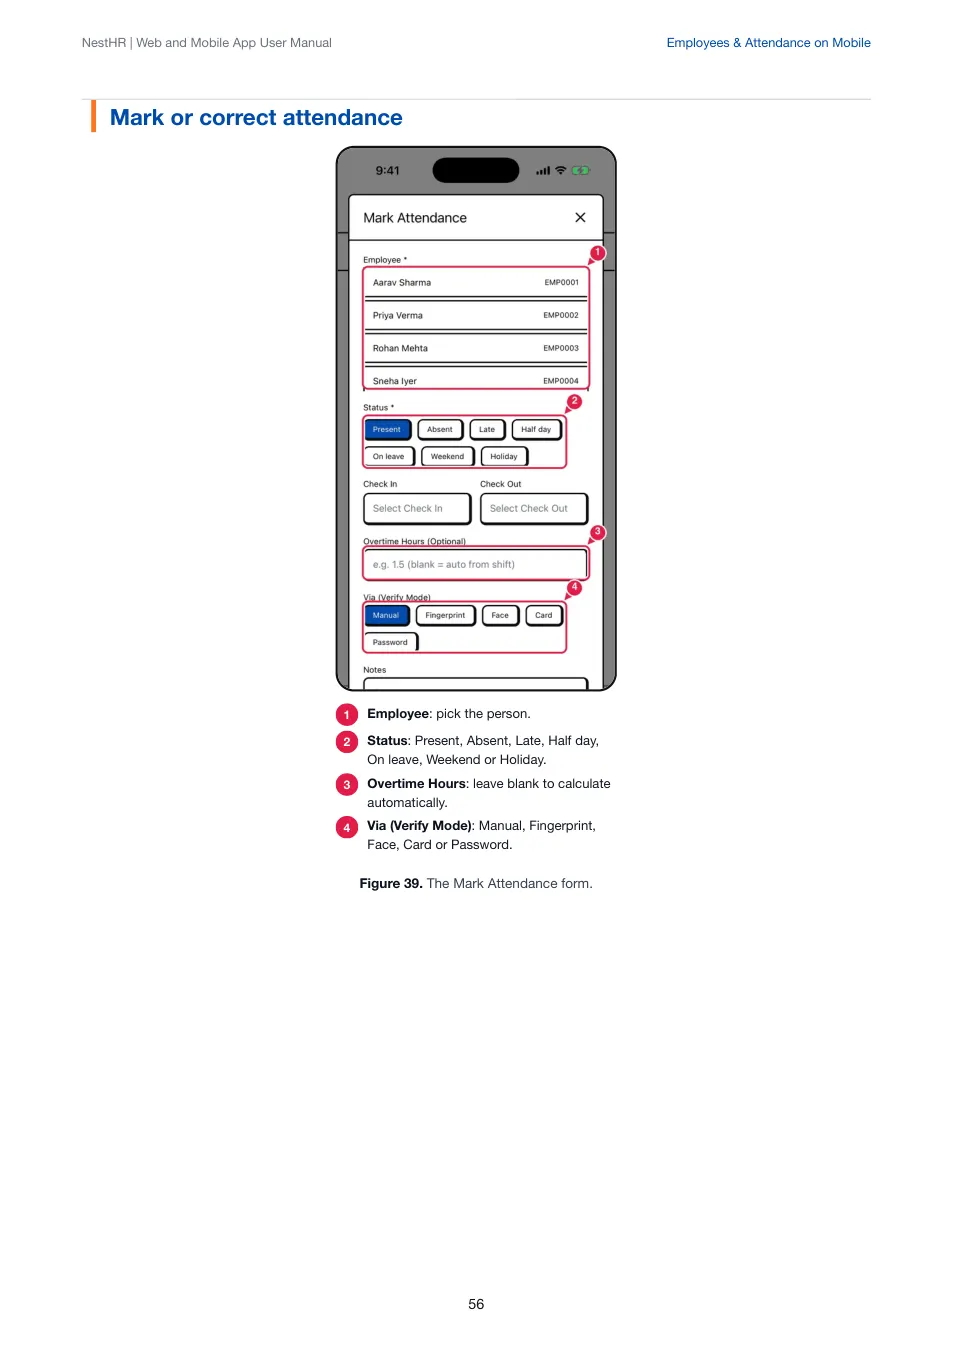 NestHR | Web and Mobile App User Manual
Employees & Attendance on Mobile
Mark or correct attendance
9:41
Mark Attendance
1
Employee *
Aarav Sharma EMP0001
Priya Verma EMP0002
Rohan Mehta EMP0003
Sneha Iyer EMP0004
2
Status *
Present Absent Late Half day
On leave Weekend Holiday
Check In Check Out
Select Check In Select Check Out
3
Overtime Hours (Optional)
e.g. 1.5 (blank = auto from shift)
4
Via (Verify Mode)
Manual Fingerprint Face Card
Password
Notes
1 Employee: pick the person.
2 Status: Present, Absent, Late, Half day,
On leave, Weekend or Holiday.
3 Overtime Hours: leave blank to calculate
automatically.
4 Via (Verify Mode): Manual, Fingerprint,
Face, Card or Password.
Figure 39. The Mark Attendance form.
56